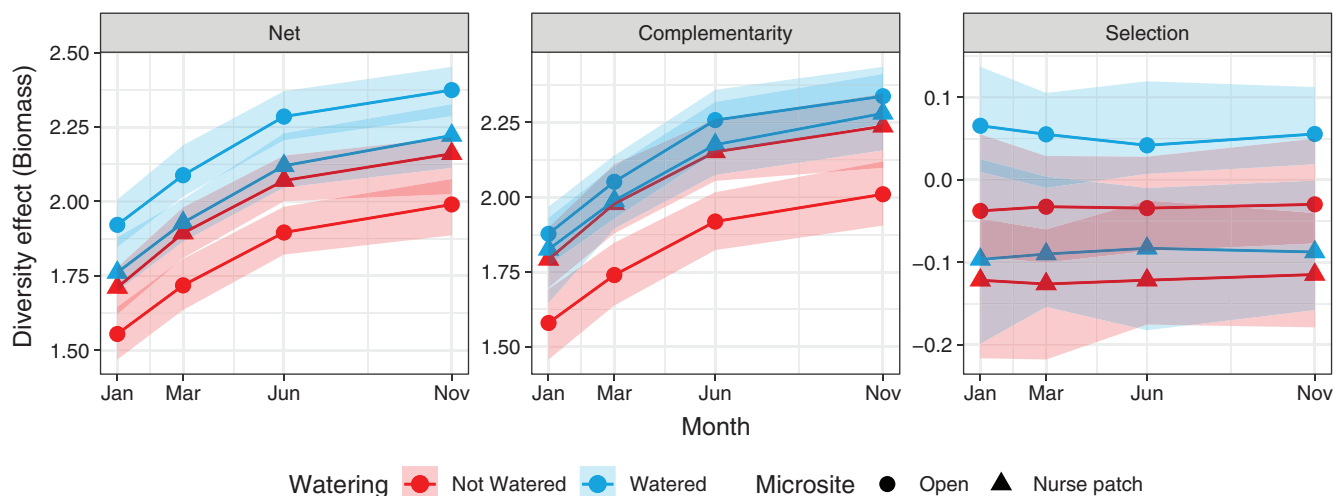 Net
Complementarity
Selection
Diversity effect (Biomass)
2.50
2.25
2.00
1.75
1.50
2.25
2.00
1.75
1.50
0.1
0.0
−0.1
−0.2
Jan Mar Jun Nov
Jan Mar Jun Nov
Jan Mar Jun Nov
Month
Watering Not Watered Watered Microsite Open Nurse patch